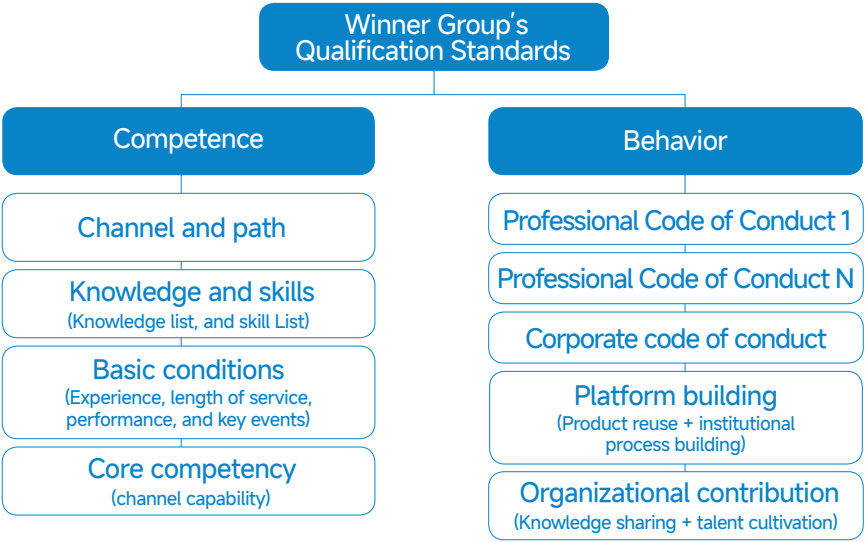 Winner Group's
Qualification Standards
Competence
Channel and path
Knowledge and skills
(Knowledge list, and skill List)
Basic conditions
(Experience, length of service,
performance, and key events)
Core competency
(channel capability)
Behavior
Professional Code of Conduct 1
Professional Code of Conduct N
Corporate code of conduct
Platform building
(Product reuse + institutional
process building)
Organizational contribution
(Knowledge sharing + talent cultivation)